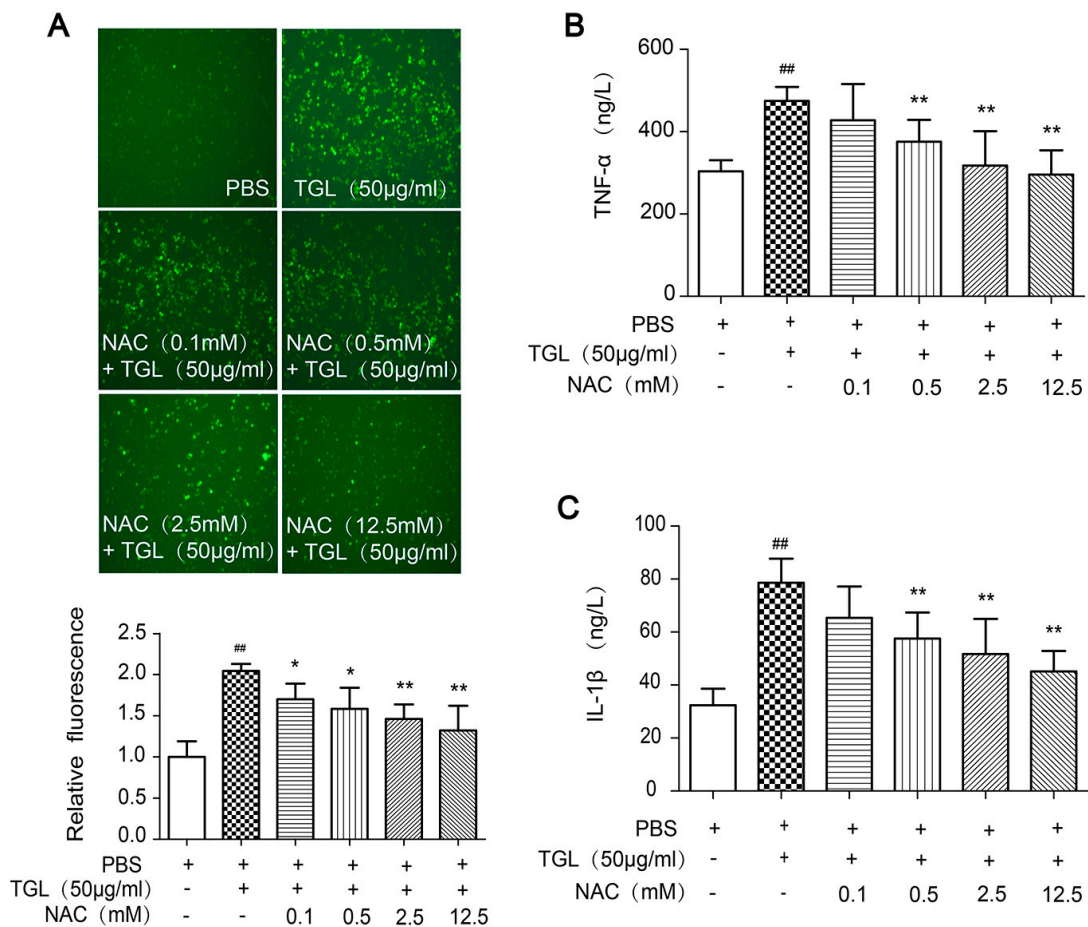 A
PBS
TGL（50μg/ml）
NAC（0.1mM）
+ TGL（50μg/ml）
NAC（0.5mM）
+ TGL（50μg/ml）
NAC（2.5mM）
+ TGL（50μg/ml）
NAC（12.5mM）
+ TGL（50μg/ml）
Relative fluorescence
2.5
2.0
1.5
1.0
0.5
0.0
## * * ** **
PBS + + + + + +
TGL（50μg/ml） - + + + + +
NAC（mM） - - 0.1 0.5 2.5 12.5
B
TNF-α （ng/L）
600
400
200
0
## ** ** **
PBS + + + + + +
TGL（50μg/ml） - + + + + +
NAC（mM） - - 0.1 0.5 2.5 12.5
C
IL-1β （ng/L）
100
80
60
40
20
0
## ** ** **
PBS + + + + + +
TGL（50μg/ml） - + + + + +
NAC（mM） - - 0.1 0.5 2.5 12.5